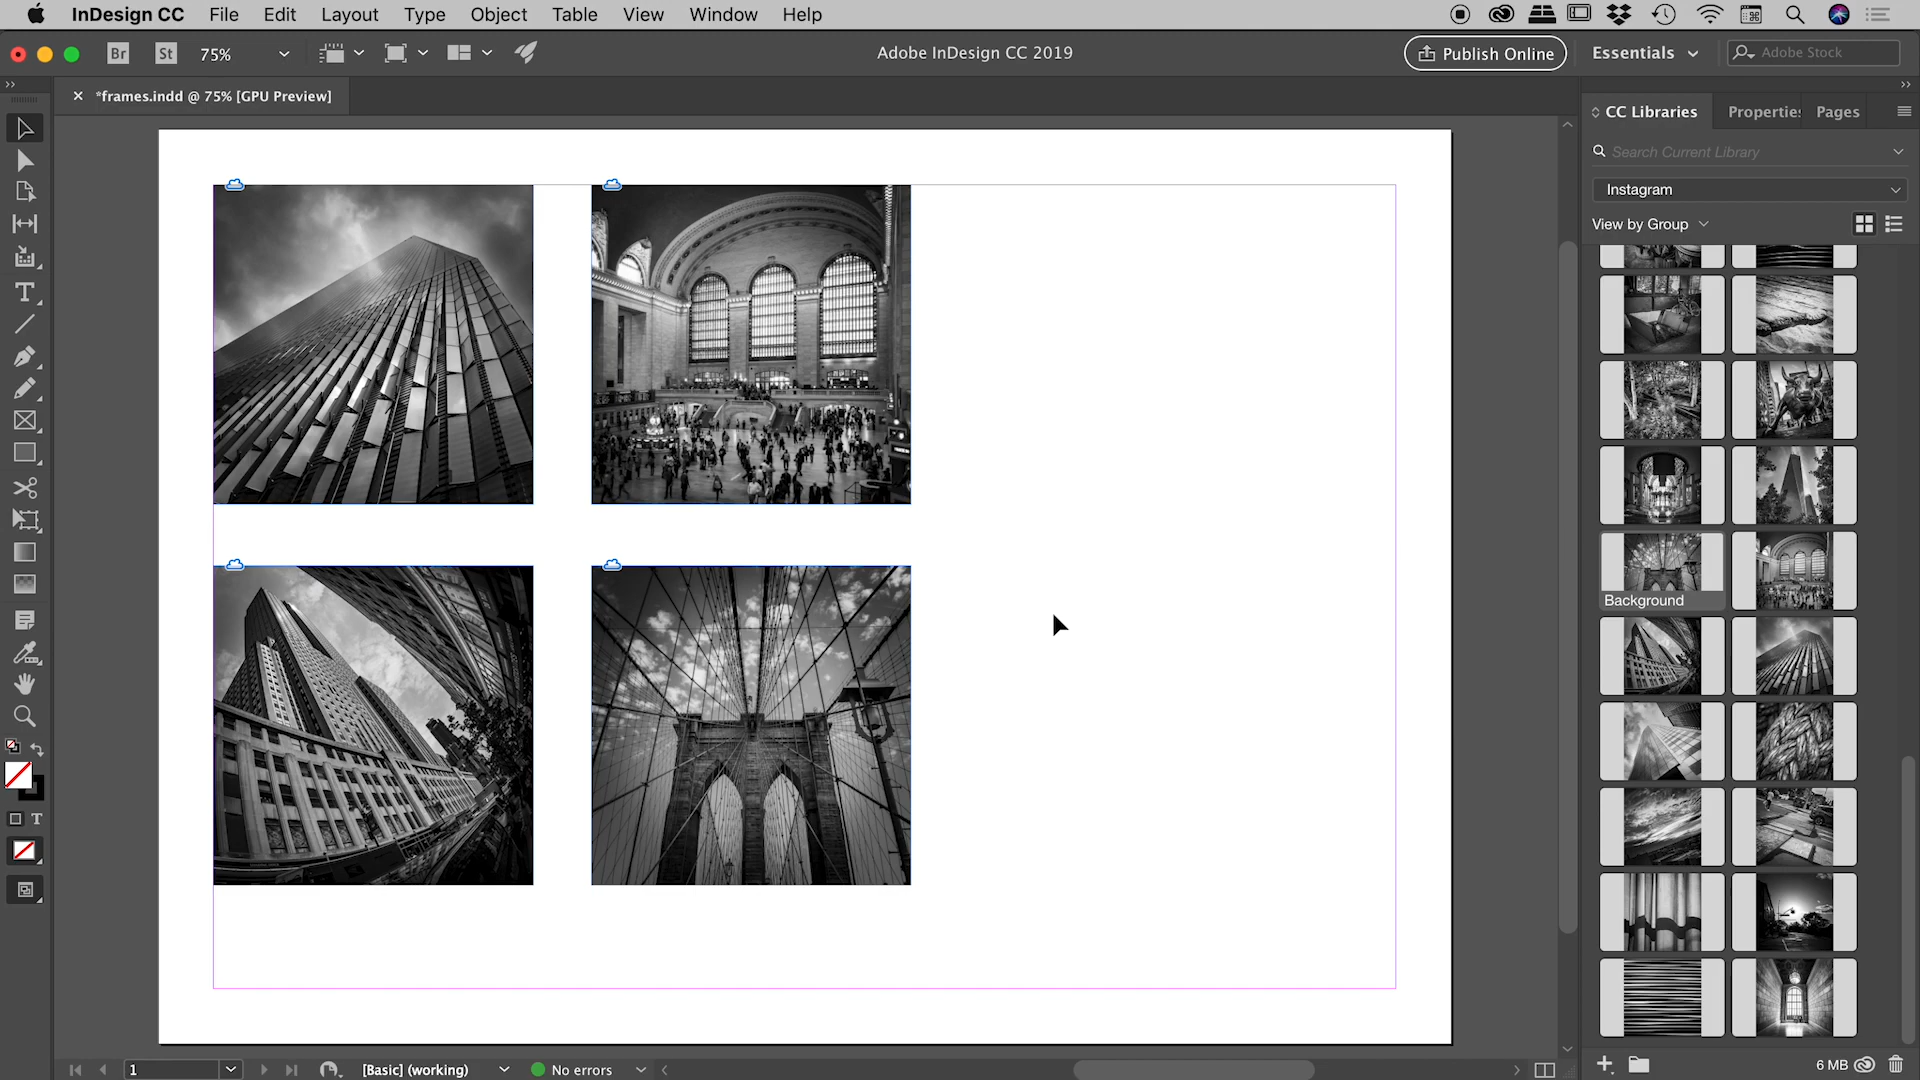 InDesign CC File Edit Layout Type Object Table View Window Help
Br St 75% Adobe InDesign CC 2019 Publish Online Essentials Adobe Stock
× *frames.indd @ 75% [GPU Preview]
CC Libraries Properties Pages
Search Current Library
Instagram
View by Group
Background
T
T
1 [Basic] (working) No errors
6 MB